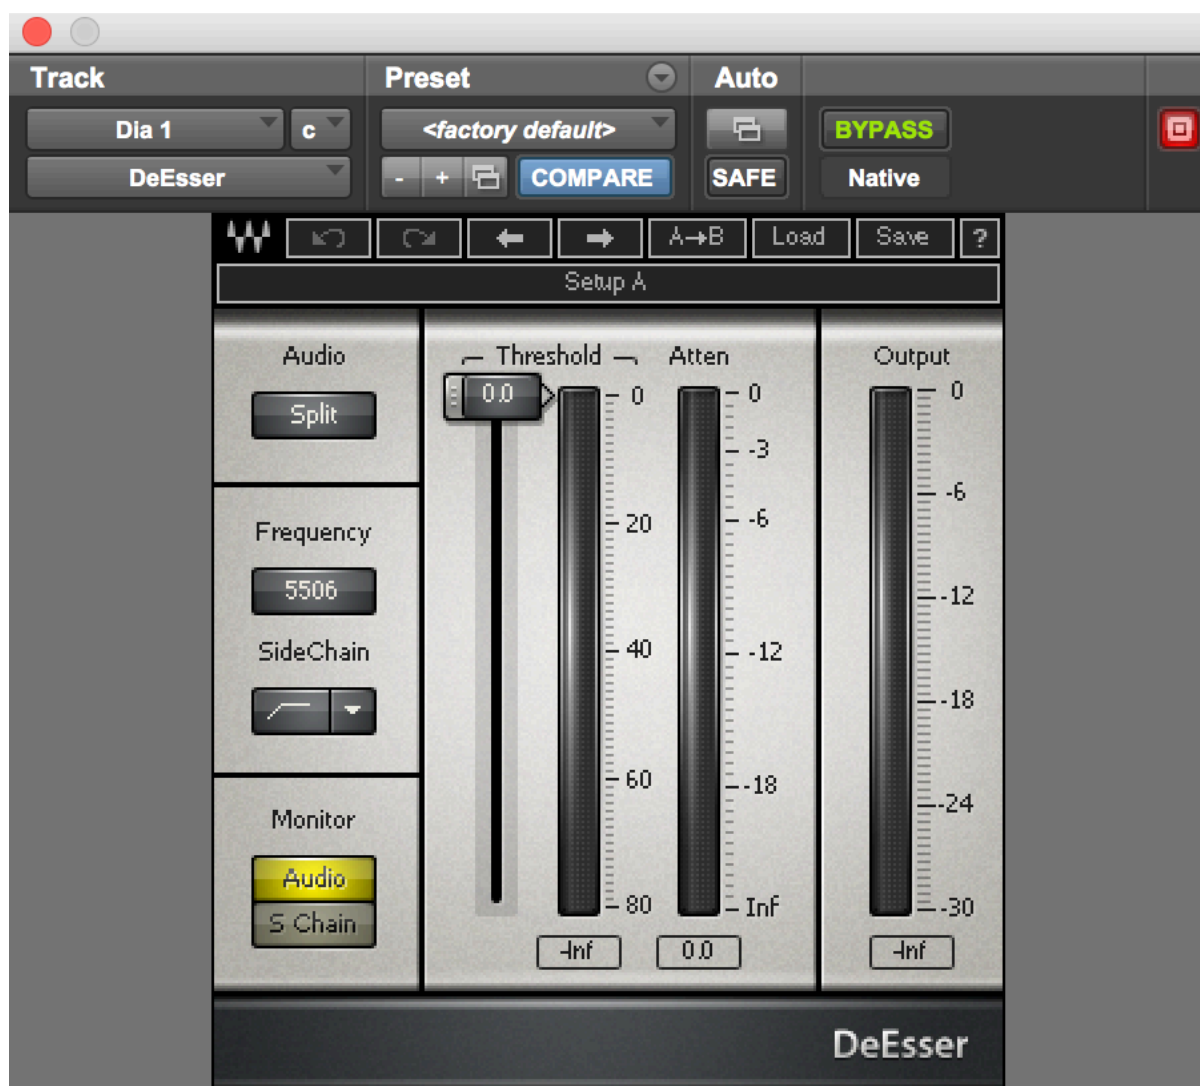 Track Preset Auto
Dia 1 c <factory default> BYPASS
DeEsser - + COMPARE SAFE Native
A→B Load Save ?
Setup A
Audio
Split
Frequency
5506
SideChain
Monitor
Audio
S Chain
Threshold Atten
0.0
0
20
40
60
80
-Inf
0
-3
-6
-12
-18
Inf
0.0
Output
0
-6
-12
-18
-24
-30
-Inf
DeEsser